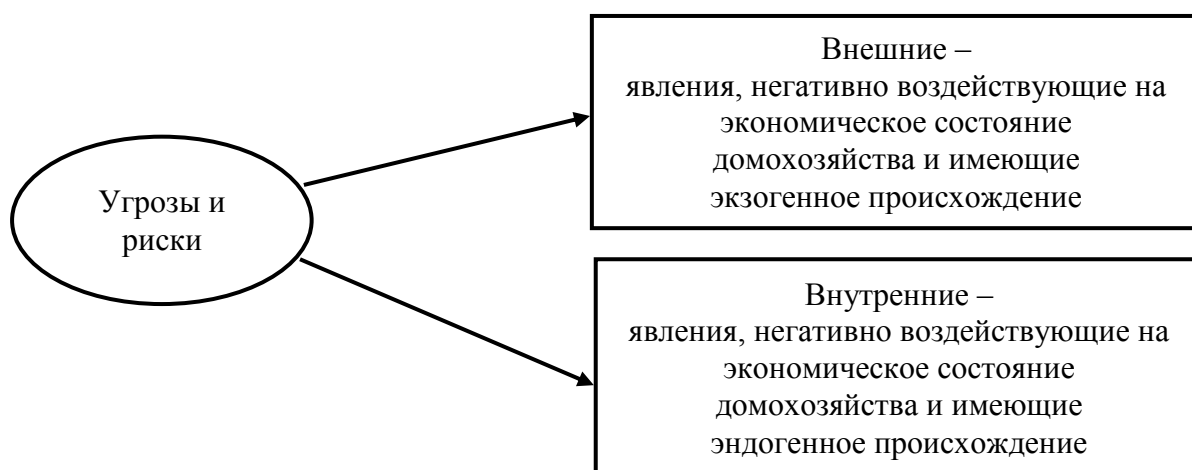 Внешние –
явления, негативно воздействующие на
экономическое состояние
домохозяйства и имеющие
экзогенное происхождение
Угрозы и
риски
Внутренние –
явления, негативно воздействующие на
экономическое состояние
домохозяйства и имеющие
эндогенное происхождение